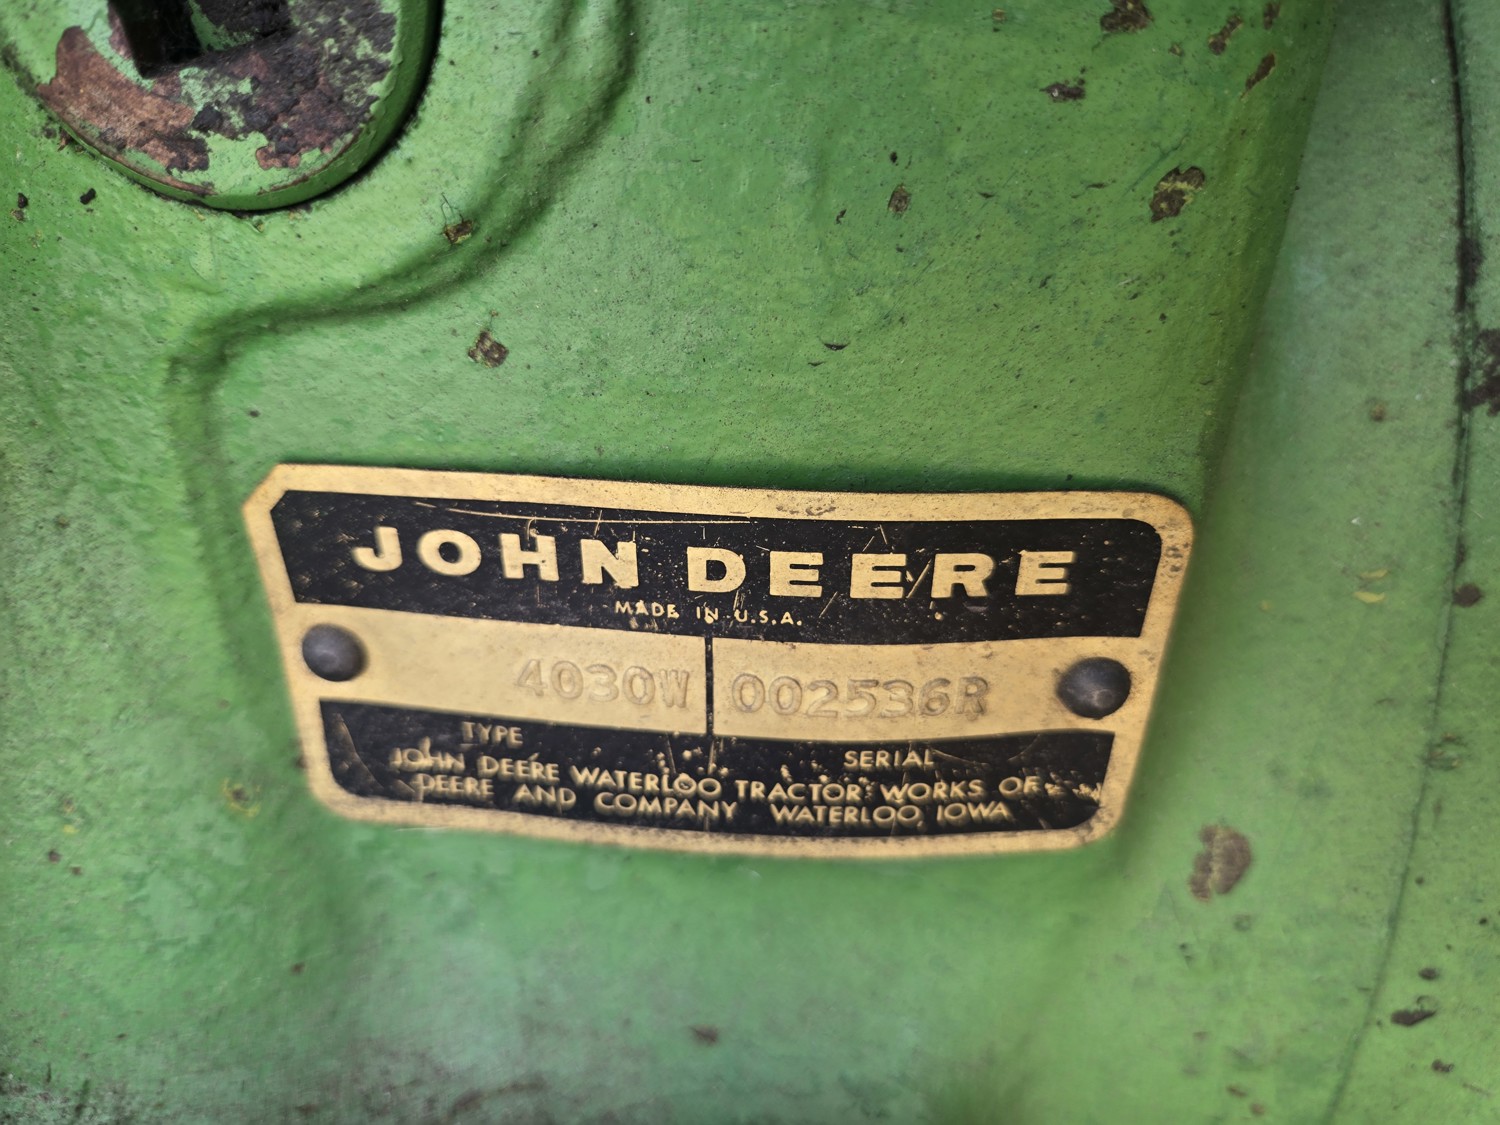 JOHN DEERE
MADE IN U.S.A.
4030W 002536R
TYPE SERIAL
JOHN DEERE WATERLOO TRACTOR WORKS OF
DEERE AND COMPANY WATERLOO, IOWA